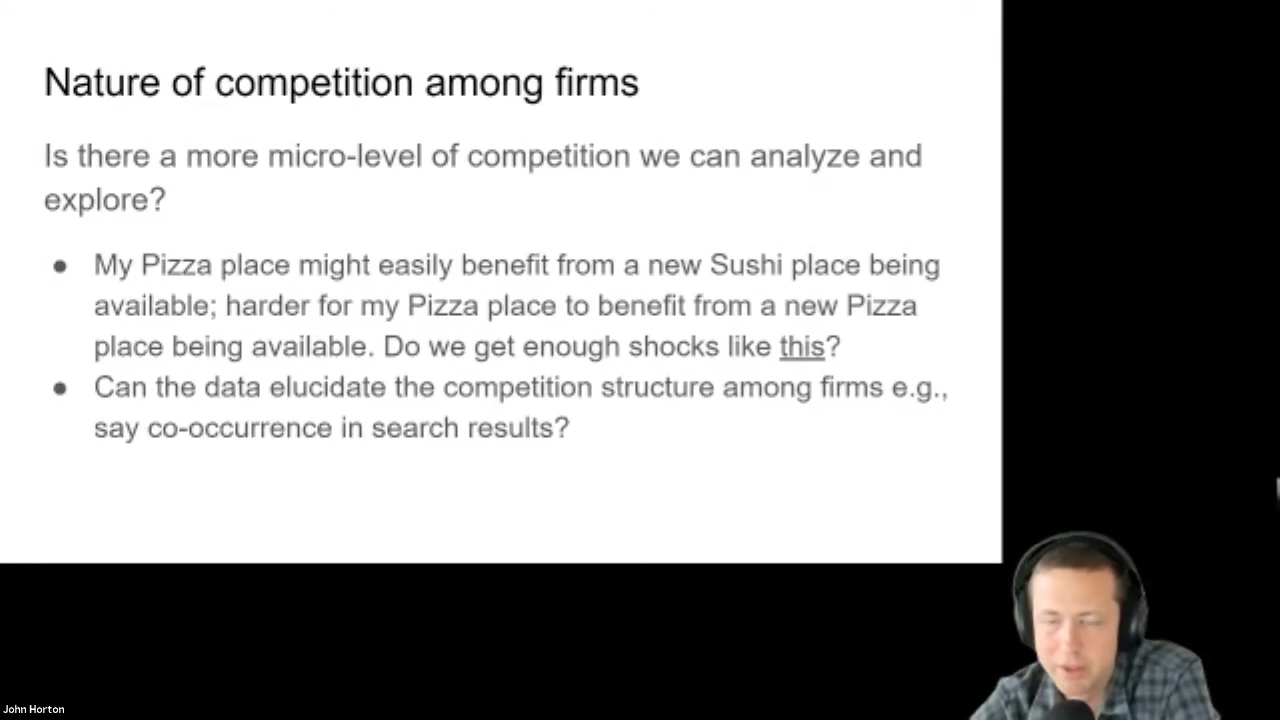 Nature of competition among firms
Is there a more micro-level of competition we can analyze and
explore?
● My Pizza place might easily benefit from a new Sushi place being
available; harder for my Pizza place to benefit from a new Pizza
place being available. Do we get enough shocks like this?
● Can the data elucidate the competition structure among firms e.g.,
say co-occurrence in search results?
John Horton